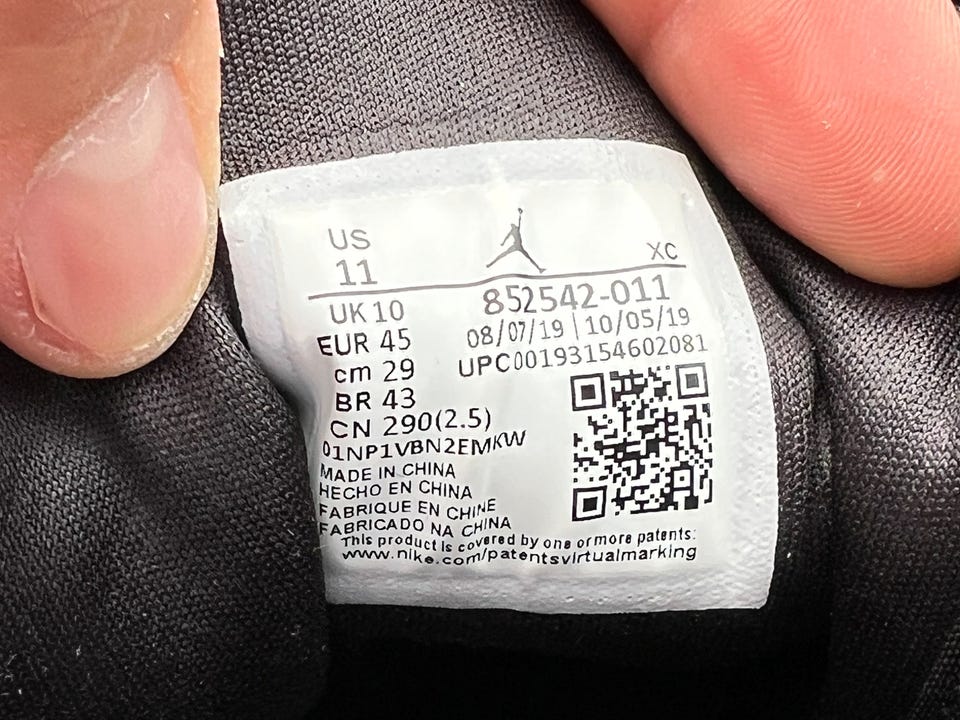 US
11
XC
UK 10
852542-011
EUR 45
08/07/19 | 10/05/19
cm 29
UPC00193154602081
BR 43
CN 290(2.5)
01NP1VBN2EMKW
MADE IN CHINA
HECHO EN CHINA
FABRIQUE EN CHINE
FABRICADO NA CHINA
This product is covered by one or more patents:
www.nike.com/patentsvirtualmarking